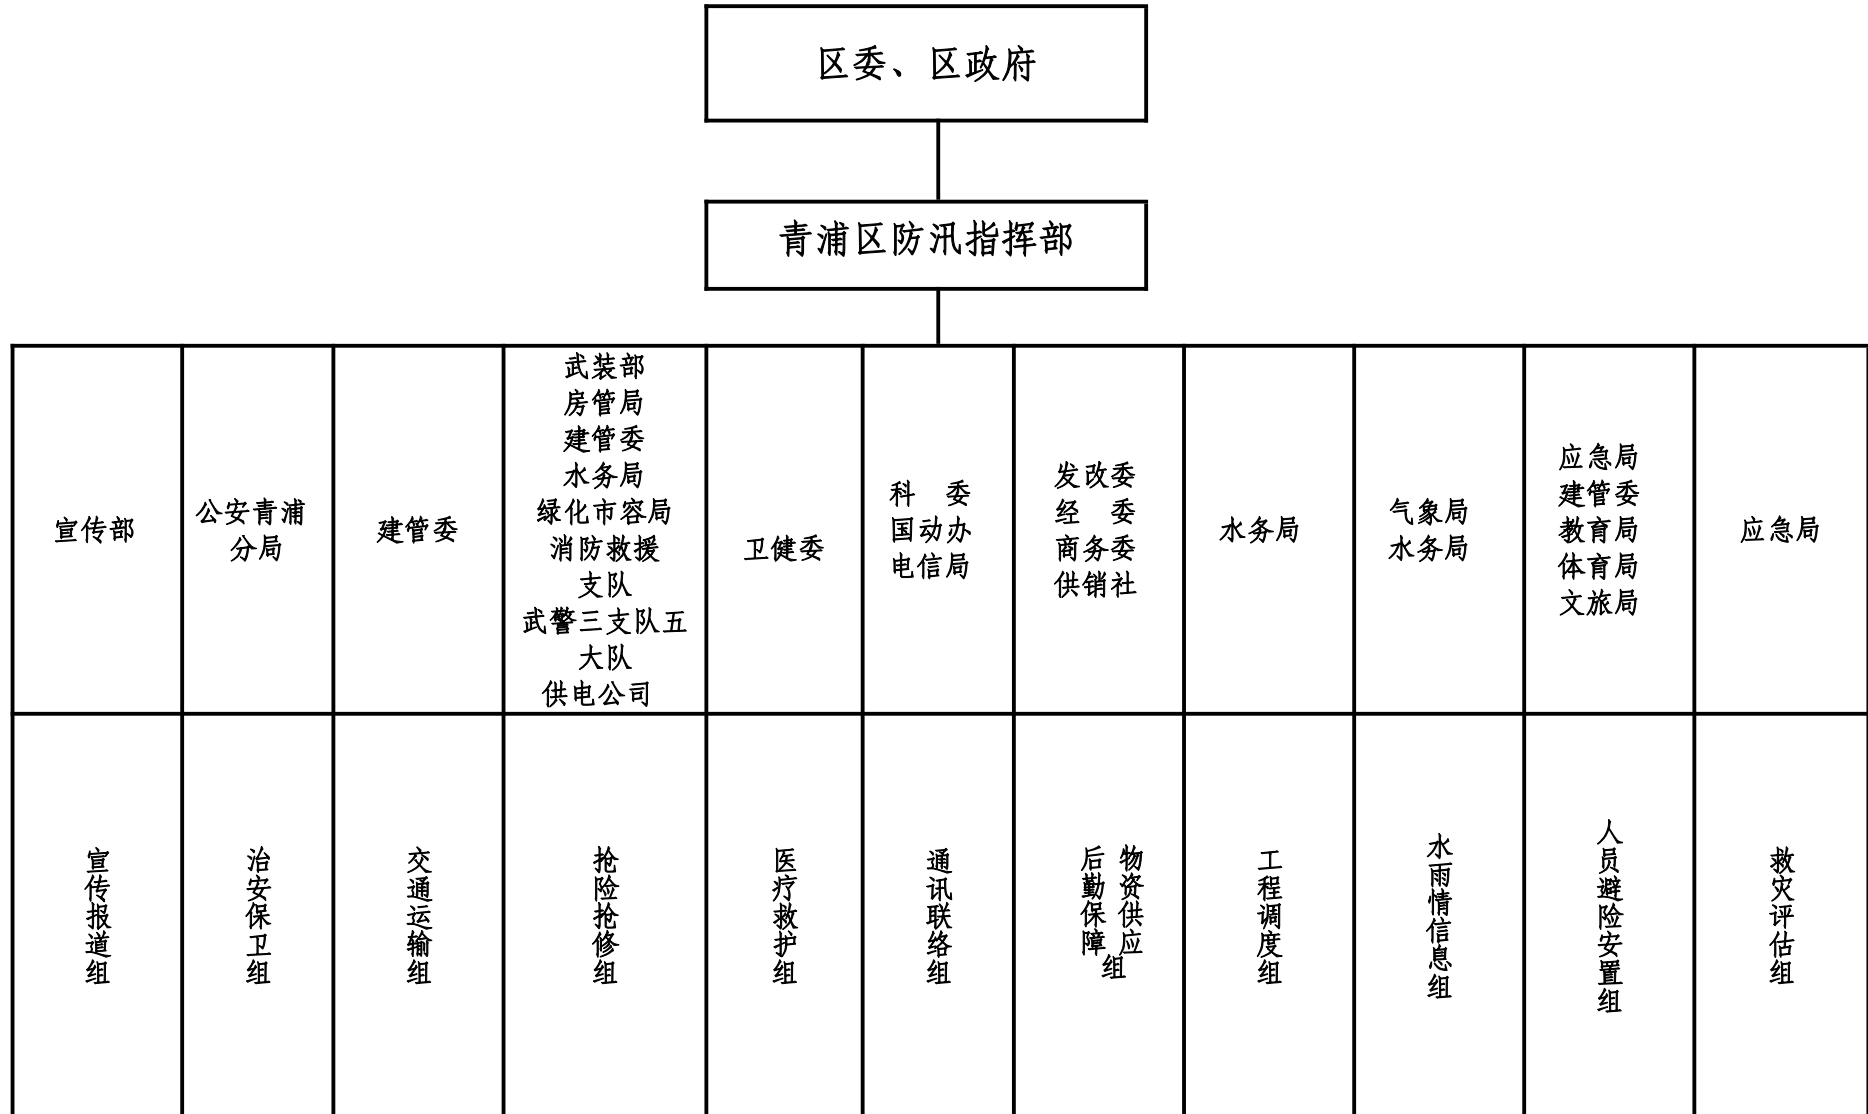 区委、区政府
青浦区防汛指挥部
宣传部
公安青浦
分局
建管委
武装部
房管局
建管委
水务局
绿化市容局
消防救援
支队
武警三支队五
大队
供电公司
卫健委
科　委
国动办
电信局
发改委
经　委
商务委
供销社
水务局
气象局
水务局
应急局
建管委
教育局
体育局
文旅局
应急局
宣传报道组
治安保卫组
交通运输组
抢险抢修组
医疗救护组
通讯联络组
物资供应
后勤保障
组
工程调度组
水雨情信息组
人员避险安置组
救灾评估组